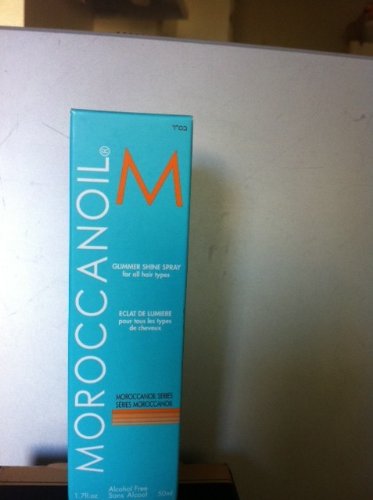 בס"ד
MOROCCANOIL®
M
GLIMMER SHINE SPRAY
for all hair types
ECLAT DE LUMIERE
pour tous les types
de cheveux
MOROCCANOIL SERIES
SÉRIES MOROCCANOIL
Alcohol Free
1.7fl.oz Sans Alcool 50ml